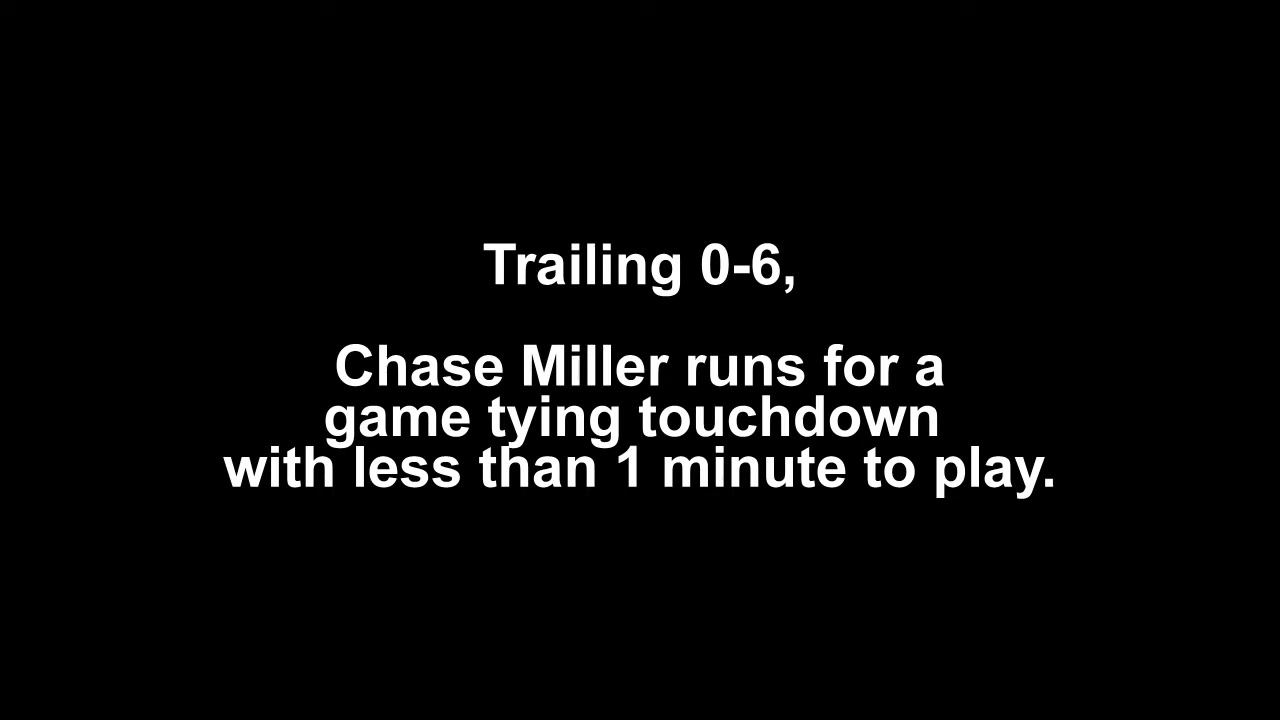 Trailing 0-6,
Chase Miller runs for a
game tying touchdown
with less than 1 minute to play.